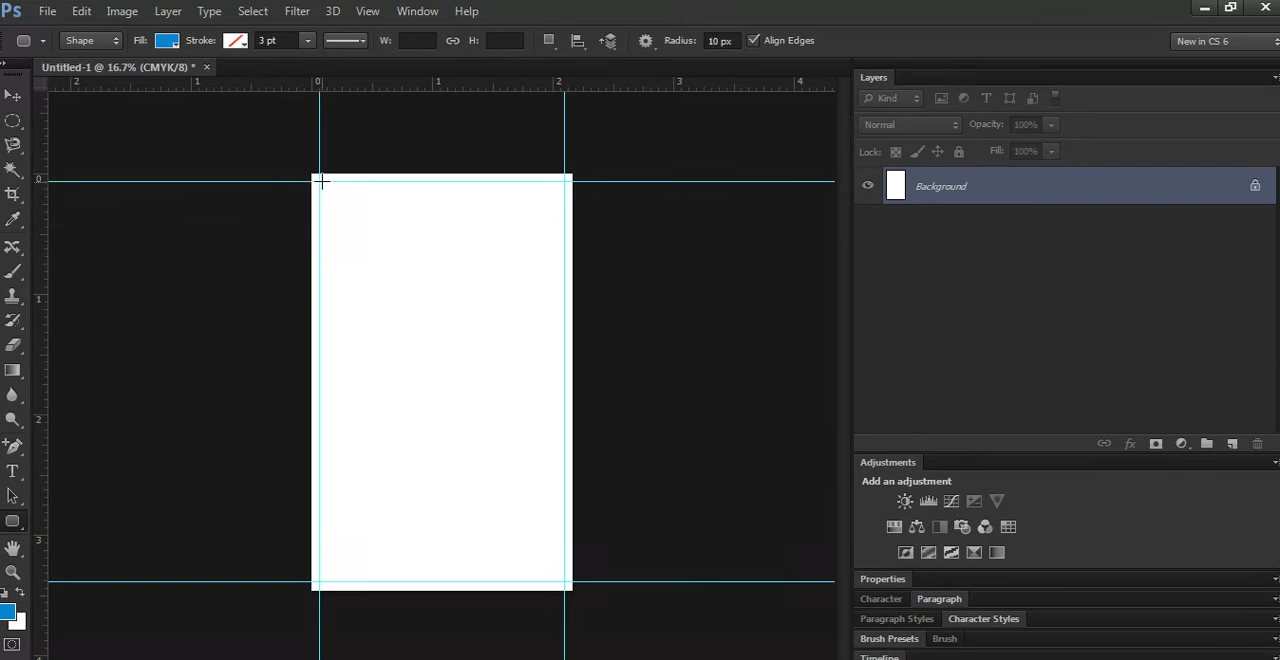 Ps File Edit Image Layer Type Select Filter 3D View Window Help
Shape Fill: Stroke: 3 pt W: H: Radius: 10 px Align Edges New in CS 6
Untitled-1 @ 16.7% (CMYK/8) * ×
2 1 0 1 2 3 4
0
1
2
3
4
Layers
Kind
Normal Opacity: 100%
Lock: Fill: 100%
Background
fx
Adjustments
Add an adjustment
Properties
Character Paragraph
Paragraph Styles Character Styles
Brush Presets Brush
Timeline